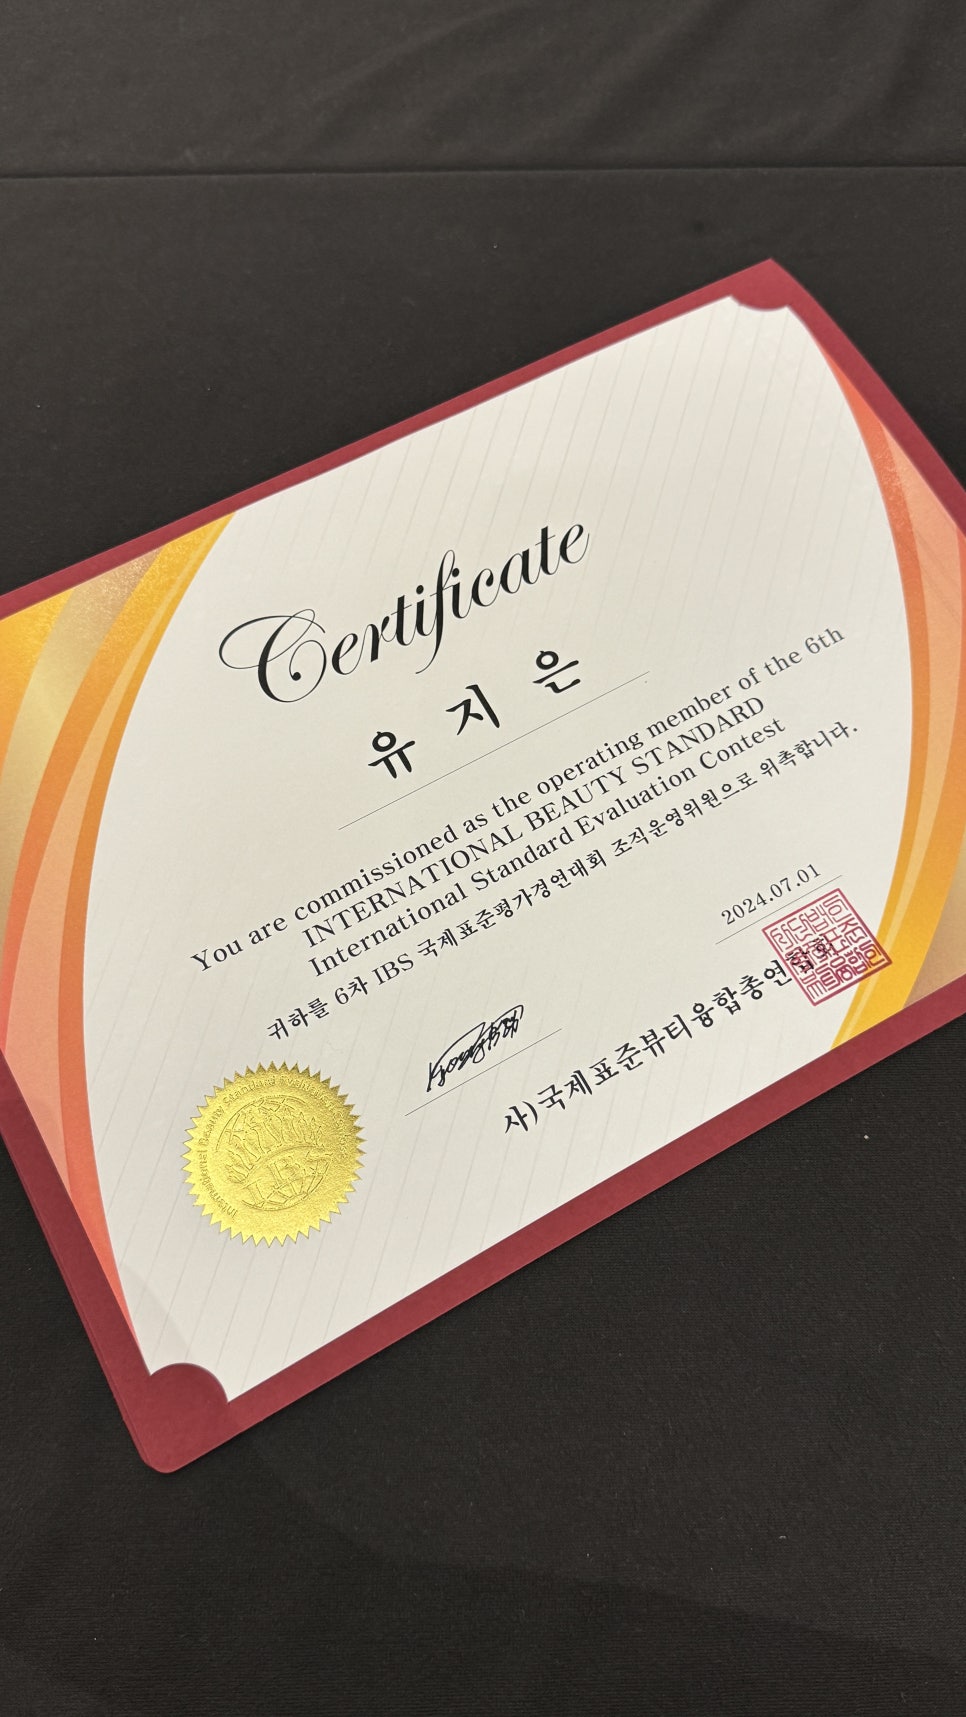 Certificate
유지은
You are commissioned as the operating member of the 6th
INTERNATIONAL BEAUTY STANDARD
International Standard Evaluation Contest
귀하를 6차 IBS 국제표준평가경연대회 조직운영위원으로 위촉합니다.
2024.07.01
사)국제표준뷰티융합총연합회
International Beauty Standard